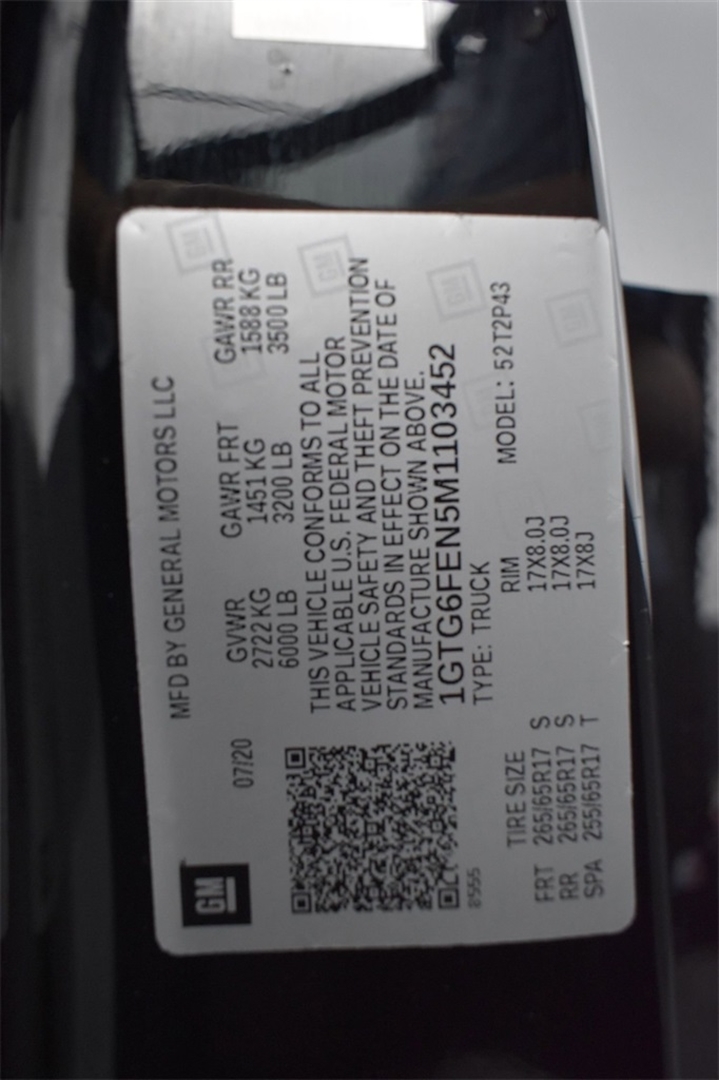 GM
MFD BY GENERAL MOTORS LLC
07/20
GVWR GAWR FRT GAWR RR
2722 KG 1451 KG 1588 KG
6000 LB 3200 LB 3500 LB
THIS VEHICLE CONFORMS TO ALL
APPLICABLE U.S. FEDERAL MOTOR
VEHICLE SAFETY AND THEFT PREVENTION
STANDARDS IN EFFECT ON THE DATE OF
MANUFACTURE SHOWN ABOVE.
1GTG6FEN5M1103452
8555
TYPE: TRUCK MODEL: 52T2P43
TIRE SIZE RIM
FRT 265/65R17 S 17X8.0J
RR 265/65R17 S 17X8.0J
SPA 255/65R17 T 17X8J